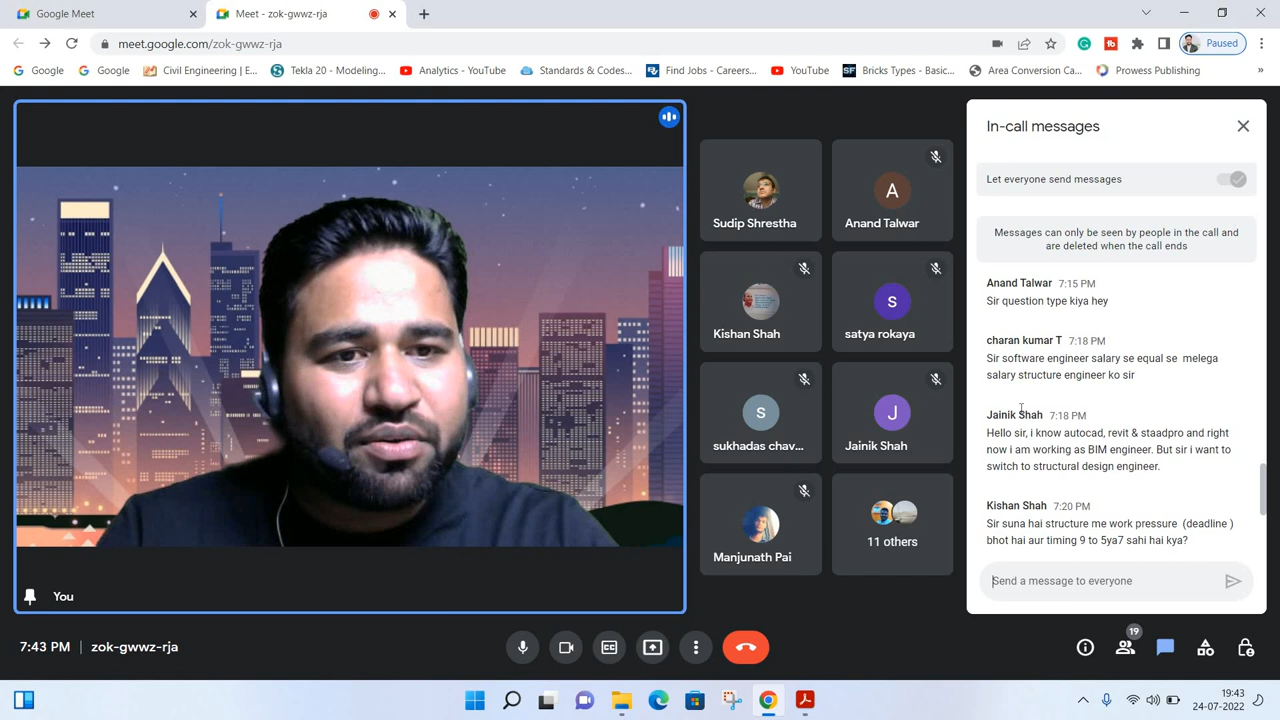 Google Meet
Meet - zok-gwwz-rja
meet.google.com/zok-gwwz-rja
Paused
Google
Google
Civil Engineering | E...
Tekla 20 - Modeling...
Analytics - YouTube
Standards & Codes...
Find Jobs - Careers...
YouTube
SF
Bricks Types - Basic...
Area Conversion Ca...
Prowess Publishing
»
You
Sudip Shrestha
A
Anand Talwar
Kishan Shah
s
satya rokaya
s
sukhadas chav...
J
Jainik Shah
Manjunath Pai
11 others
In-call messages
Let everyone send messages
Messages can only be seen by people in the call and
are deleted when the call ends
Anand Talwar 7:15 PM
Sir question type kiya hey
charan kumar T 7:18 PM
Sir software engineer salary se equal se melega
salary structure engineer ko sir
Jainik Shah 7:18 PM
Hello sir, i know autocad, revit & staadpro and right
now i am working as BIM engineer. But sir i want to
switch to structural design engineer.
Kishan Shah 7:20 PM
Sir suna hai structure me work pressure (deadline )
bhot hai aur timing 9 to 5ya7 sahi hai kya?
Send a message to everyone
7:43 PM | zok-gwwz-rja
CC
19
19:43
24-07-2022